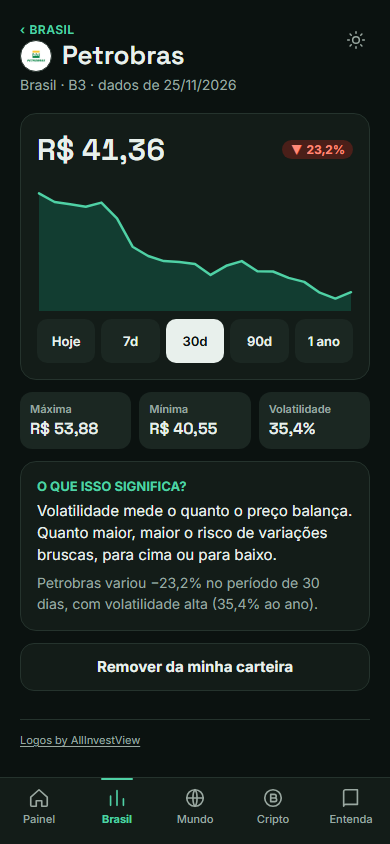 ‹ BRASIL
Petrobras
Brasil · B3 · dados de 25/11/2026
R$ 41,36
▼ 23,2%
Hoje
7d
30d
90d
1 ano
Máxima
R$ 53,88
Mínima
R$ 40,55
Volatilidade
35,4%
O QUE ISSO SIGNIFICA?
Volatilidade mede o quanto o preço balança.
Quanto maior, maior o risco de variações
bruscas, para cima ou para baixo.
Petrobras variou −23,2% no período de 30
dias, com volatilidade alta (35,4% ao ano).
Remover da minha carteira
Logos by AllInvestView
Painel
Brasil
Mundo
Cripto
Entenda